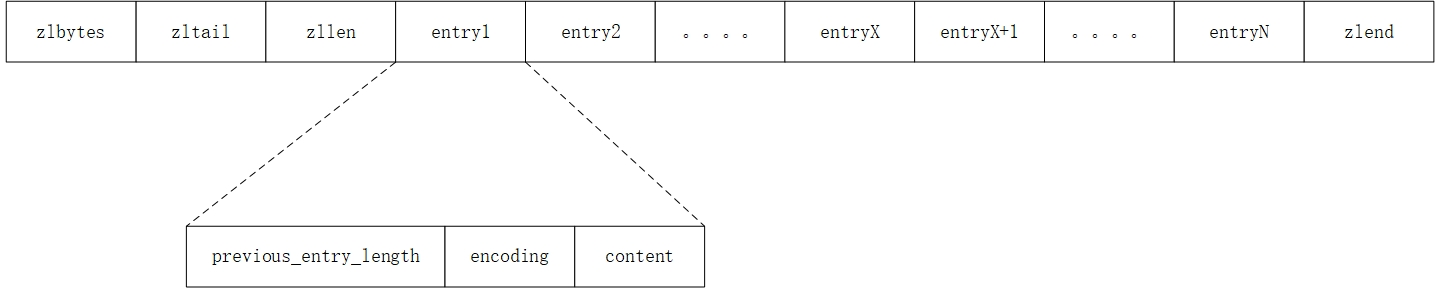 zlbytes zltail zllen entry1 entry2 。。。。 entryX entryX+1 。。。。 entryN zlend
previous_entry_length encoding content